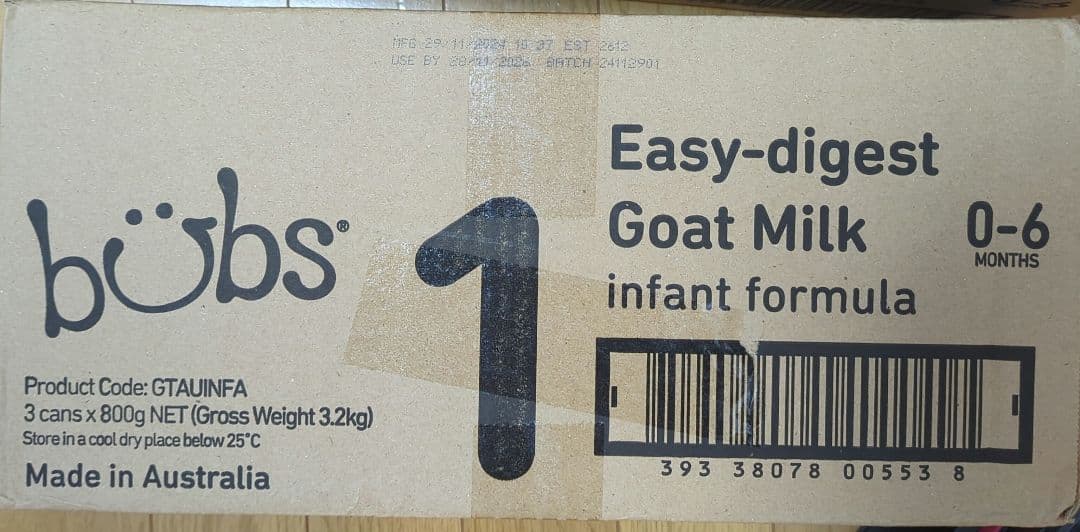 MFG 29/11/2024 10:37 EST 2612
USE BY 28/11/2026 BATCH 24112901
bubs®
1
Easy-digest
Goat Milk
infant formula
0-6
MONTHS
Product Code: GTAUINFA
3 cans x 800g NET (Gross Weight 3.2kg)
Store in a cool dry place below 25°C
Made in Australia
393 38078 00553 8